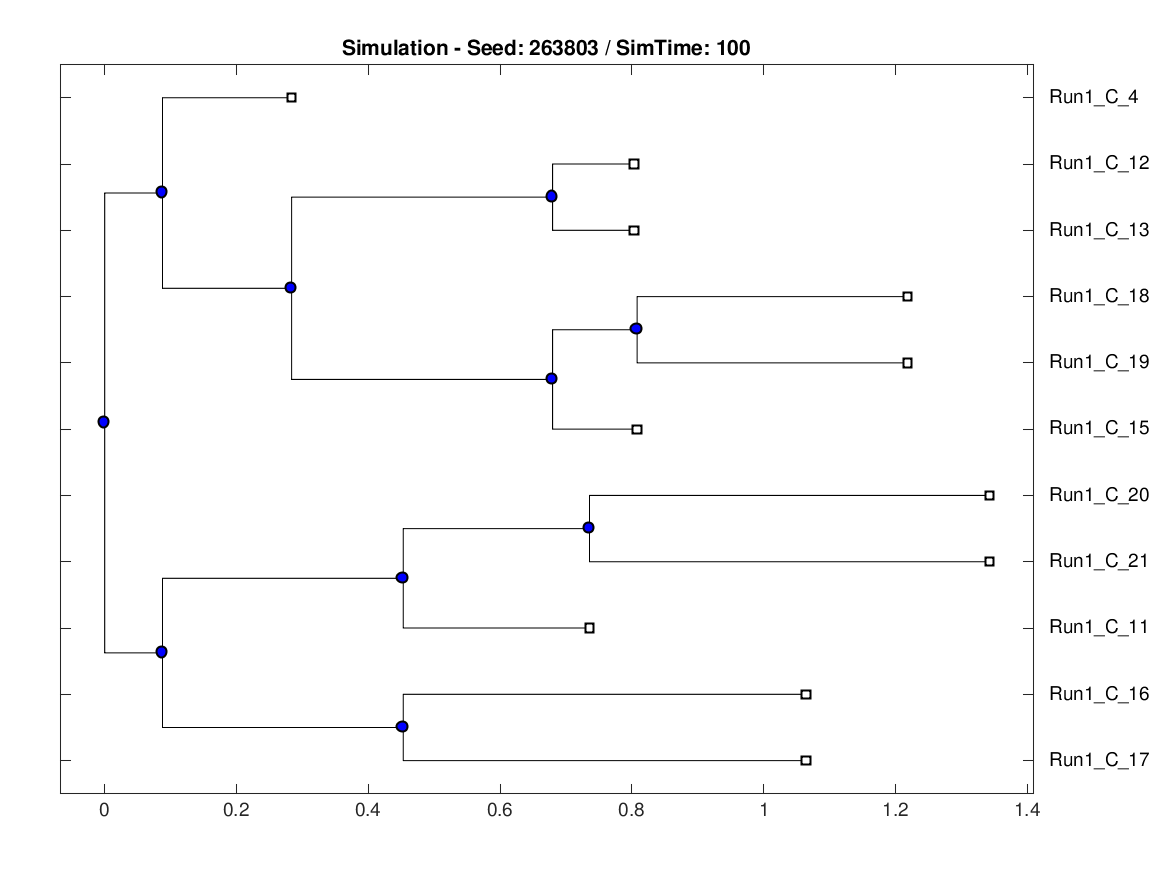 Simulation - Seed: 263803 / SimTime: 100
Run1_C_4
Run1_C_12
Run1_C_13
Run1_C_18
Run1_C_19
Run1_C_15
Run1_C_20
Run1_C_21
Run1_C_11
Run1_C_16
Run1_C_17
0 0.2 0.4 0.6 0.8 1 1.2 1.4